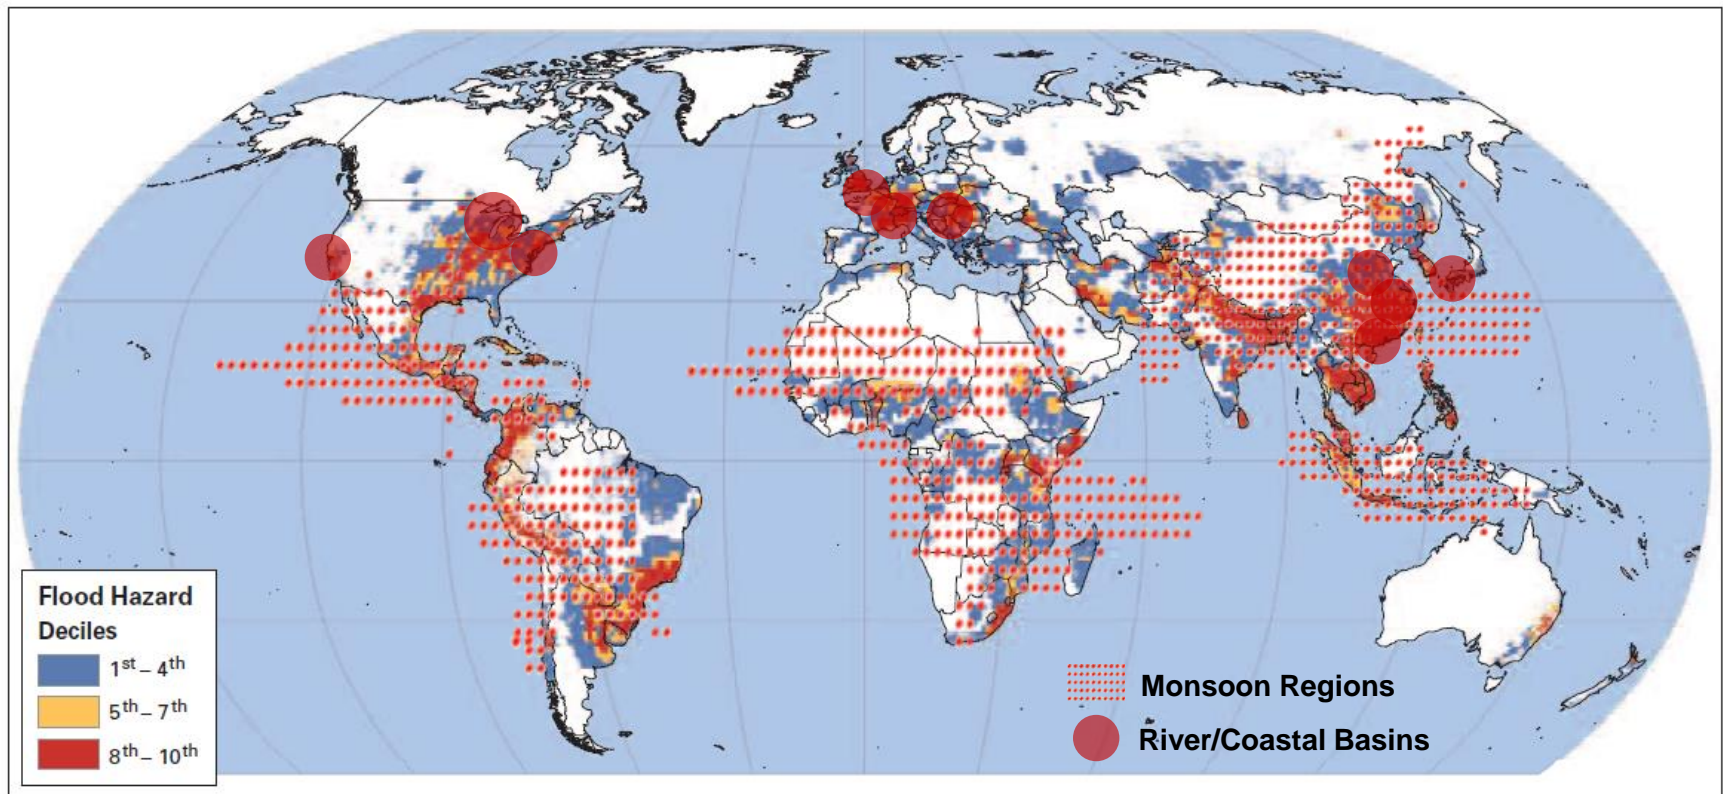 Flood Hazard
Deciles
1st – 4th
5th – 7th
8th – 10th
Monsoon Regions
River/Coastal Basins